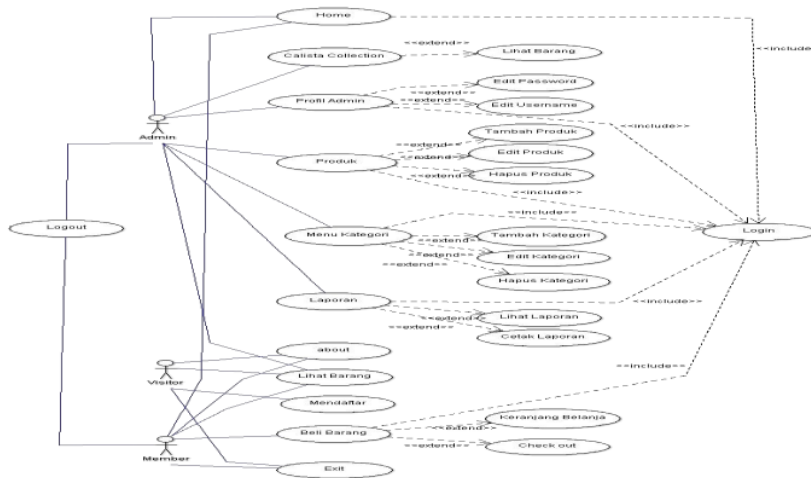 Home
<<include
Calista Collection
<<extend>>
Lihat Barang
Profil Admin
<<extend>>
Edit Password
<<extend>>
Edit Username
Admin
<<include>>
Produk
<<extend>>
Tambah Produk
<<extend>>
Edit Produk
<<extend>>
Hapus Produk
<<include>>
Logout
Menu Kategori
<<include>>
Tambah Kategori
<<extend>>
Edit Kategori
<<extend>>
<<extend>>
Hapus Kategori
Login
Laporan
<<include>>
<<extend>>
Lihat Laporan
<<extend>>
Cetak Laporan
about
Visitor
Lihat Barang
<<include>>
Mendaftar
Beli Barang
Keranjang Belanja
<<extend>>
<<extend>>
Check out
Member
Exit